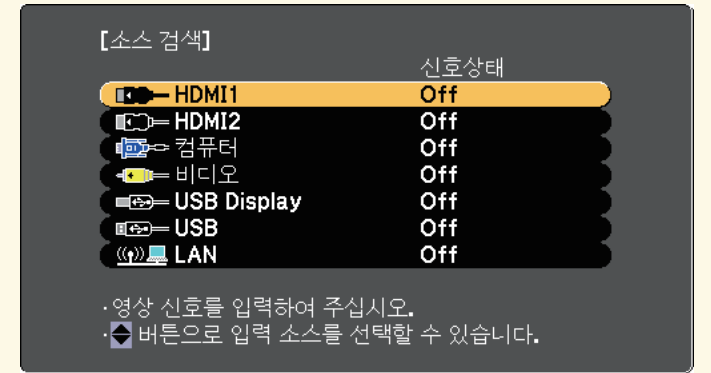 [소스 검색]
신호상태
HDMI1 Off
HDMI2 Off
컴퓨터 Off
비디오 Off
USB Display Off
USB Off
LAN Off
·영상 신호를 입력하여 주십시오.
· 버튼으로 입력 소스를 선택할 수 있습니다.